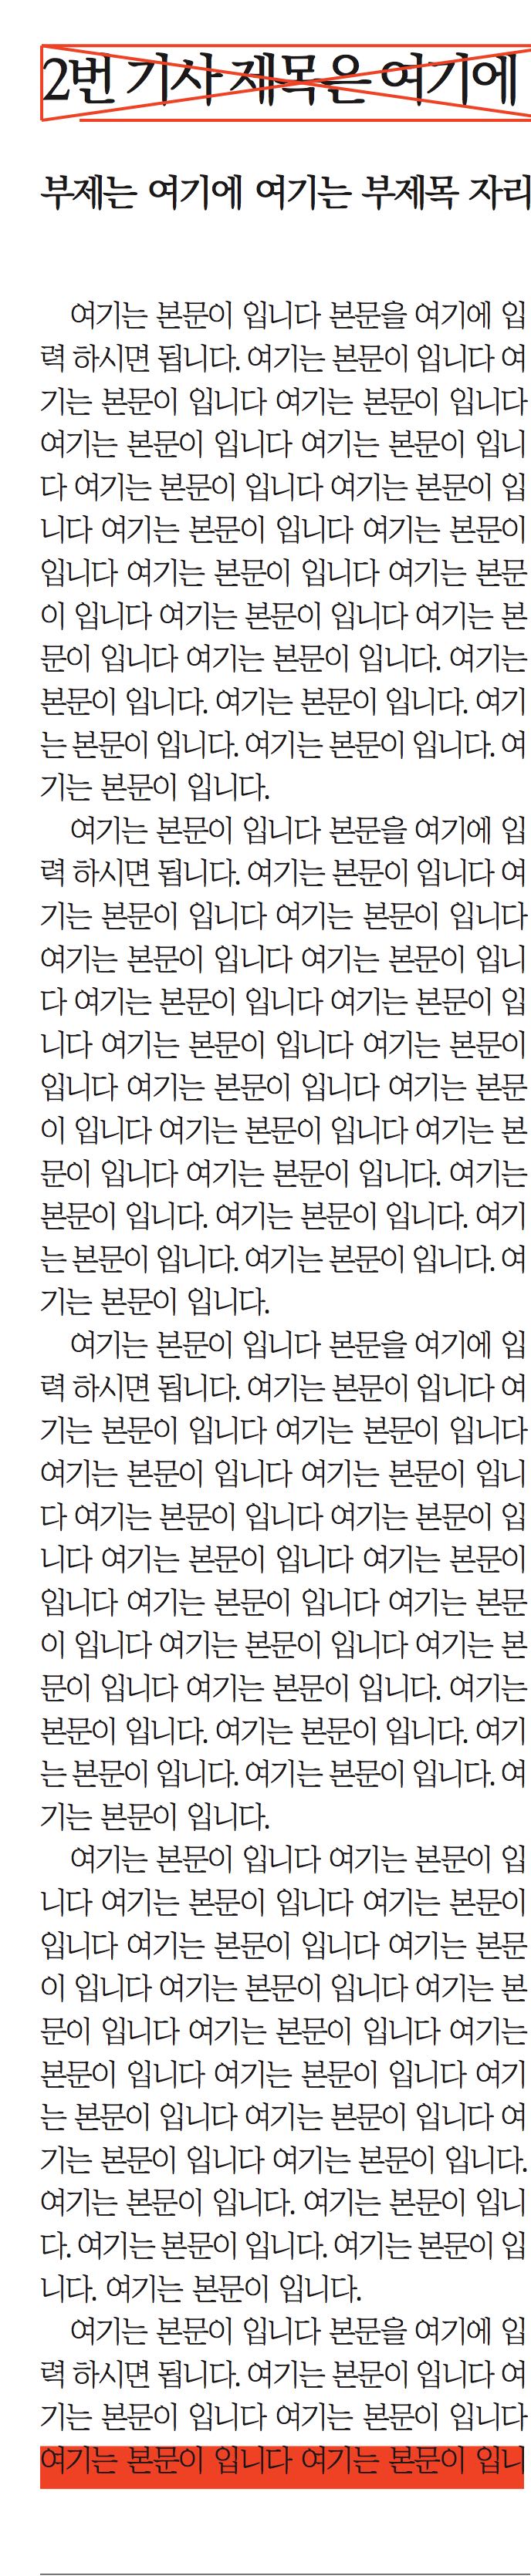 2번 기사 제목은 여기에
부제는 여기에 여기는 부제목 자리
여기는 본문이 입니다 본문을 여기에 입
력 하시면 됩니다. 여기는 본문이 입니다 여
기는 본문이 입니다 여기는 본문이 입니다
여기는 본문이 입니다 여기는 본문이 입니
다 여기는 본문이 입니다 여기는 본문이 입
니다 여기는 본문이 입니다 여기는 본문이
입니다 여기는 본문이 입니다 여기는 본문
이 입니다 여기는 본문이 입니다 여기는 본
문이 입니다 여기는 본문이 입니다. 여기는
본문이 입니다. 여기는 본문이 입니다. 여기
는 본문이 입니다. 여기는 본문이 입니다. 여
기는 본문이 입니다.
여기는 본문이 입니다 본문을 여기에 입
력 하시면 됩니다. 여기는 본문이 입니다 여
기는 본문이 입니다 여기는 본문이 입니다
여기는 본문이 입니다 여기는 본문이 입니
다 여기는 본문이 입니다 여기는 본문이 입
니다 여기는 본문이 입니다 여기는 본문이
입니다 여기는 본문이 입니다 여기는 본문
이 입니다 여기는 본문이 입니다 여기는 본
문이 입니다 여기는 본문이 입니다. 여기는
본문이 입니다. 여기는 본문이 입니다. 여기
는 본문이 입니다. 여기는 본문이 입니다. 여
기는 본문이 입니다.
여기는 본문이 입니다 본문을 여기에 입
력 하시면 됩니다. 여기는 본문이 입니다 여
기는 본문이 입니다 여기는 본문이 입니다
여기는 본문이 입니다 여기는 본문이 입니
다 여기는 본문이 입니다 여기는 본문이 입
니다 여기는 본문이 입니다 여기는 본문이
입니다 여기는 본문이 입니다 여기는 본문
이 입니다 여기는 본문이 입니다 여기는 본
문이 입니다 여기는 본문이 입니다. 여기는
본문이 입니다. 여기는 본문이 입니다. 여기
는 본문이 입니다. 여기는 본문이 입니다. 여
기는 본문이 입니다.
여기는 본문이 입니다 여기는 본문이 입
니다 여기는 본문이 입니다 여기는 본문이
입니다 여기는 본문이 입니다 여기는 본문
이 입니다 여기는 본문이 입니다 여기는 본
문이 입니다 여기는 본문이 입니다 여기는
본문이 입니다 여기는 본문이 입니다 여기
는 본문이 입니다 여기는 본문이 입니다 여
기는 본문이 입니다 여기는 본문이 입니다.
여기는 본문이 입니다. 여기는 본문이 입니
다. 여기는 본문이 입니다. 여기는 본문이 입
니다. 여기는 본문이 입니다.
여기는 본문이 입니다 본문을 여기에 입
력 하시면 됩니다. 여기는 본문이 입니다 여
기는 본문이 입니다 여기는 본문이 입니다
여기는 본문이 입니다 여기는 본문이 입니